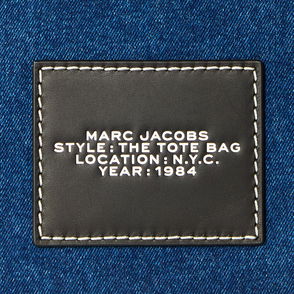 MARC JACOBS
STYLE : THE TOTE BAG
LOCATION : N.Y.C.
YEAR : 1984